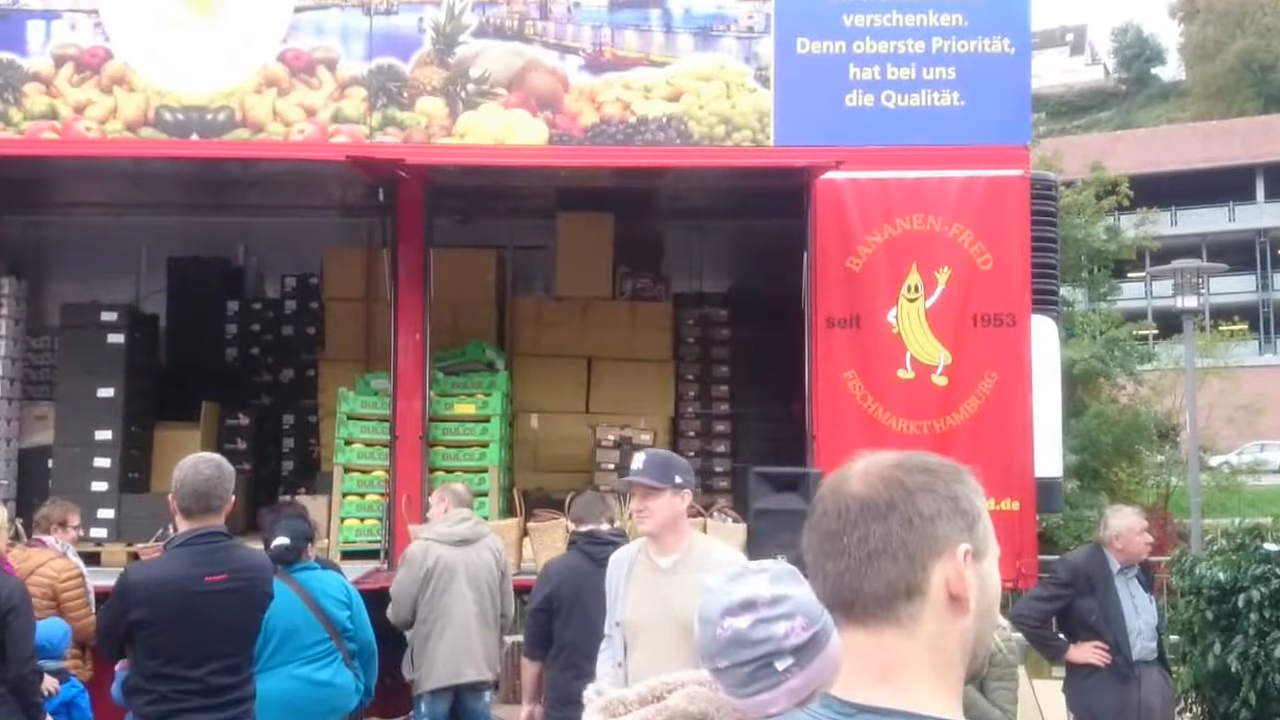 verschenken.
Denn oberste Priorität,
hat bei uns
die Qualität.
BANANEN-FRED
seit 1953
FISCHMARKT HAMBURG
d.de
DULCE
DULCE
DULCE
DULCE
DULCE